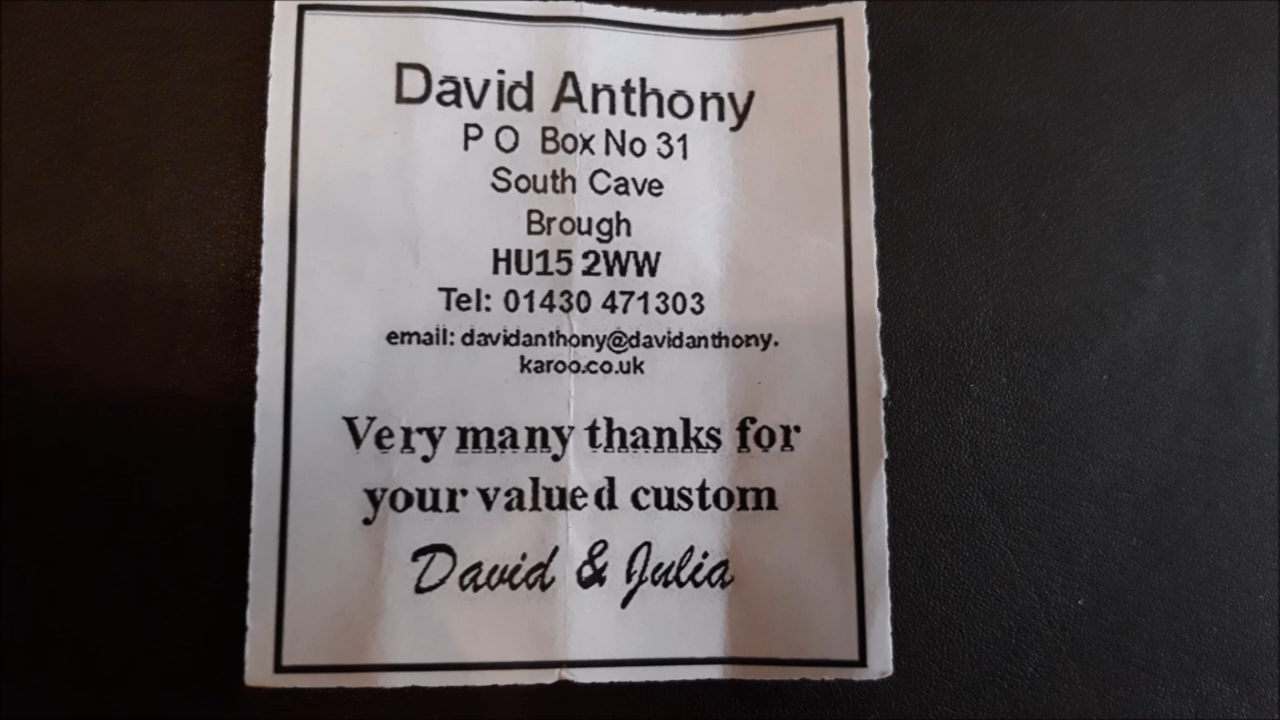 David Anthony
P O Box No 31
South Cave
Brough
HU15 2WW
Tel: 01430 471303
email: davidanthony@davidanthony.
karoo.co.uk
Very many thanks for
your valued custom
David & Julia